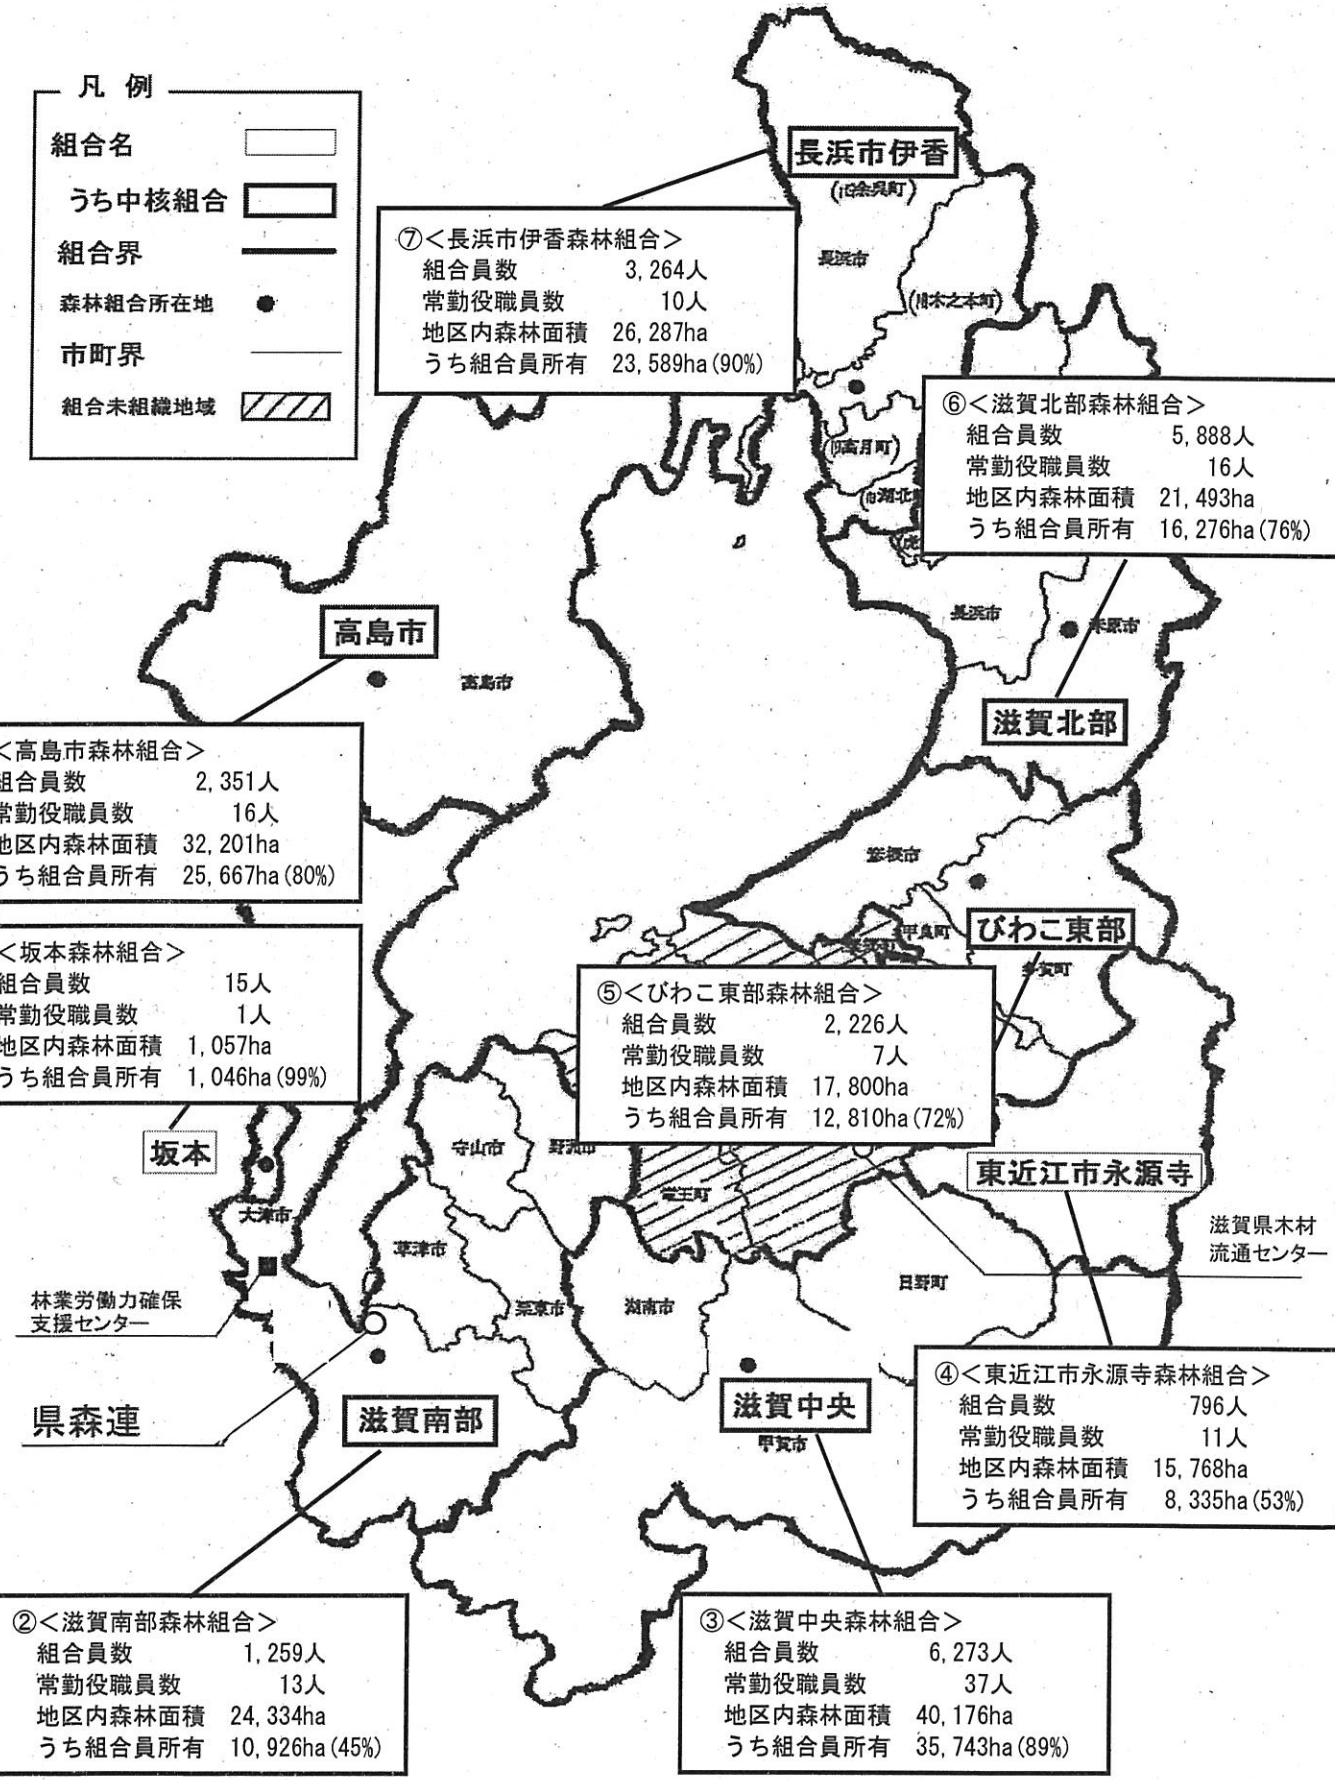 凡 例
組合名
うち中核組合
組合界
森林組合所在地
市町界
組合未組織地域
長浜市伊香
(旧余呉町)
⑦<長浜市伊香森林組合>
組合員数 3,264人
常勤役職員数 10人
地区内森林面積 26,287ha
うち組合員所有 23,589ha(90%)
長浜市
(旧木之本町)
⑥<滋賀北部森林組合>
組合員数 5,888人
常勤役職員数 16人
地区内森林面積 21,493ha
うち組合員所有 16,276ha(76%)
(旧高月町)
(旧湖北
長浜市
米原市
高島市
高島市
滋賀北部
<高島市森林組合>
組合員数 2,351人
常勤役職員数 16人
地区内森林面積 32,201ha
うち組合員所有 25,667ha(80%)
彦根市
甲良町
びわこ東部
多賀町
<坂本森林組合>
組合員数 15人
常勤役職員数 1人
地区内森林面積 1,057ha
うち組合員所有 1,046ha(99%)
⑤<びわこ東部森林組合>
組合員数 2,226人
常勤役職員数 7人
地区内森林面積 17,800ha
うち組合員所有 12,810ha(72%)
坂本
守山市
野洲市
竜王町
東近江市永源寺
大津市
草津市
栗東市
湖南市
日野町
滋賀県木材
流通センター
林業労働力確保
支援センター
県森連
滋賀南部
滋賀中央
甲賀市
④<東近江市永源寺森林組合>
組合員数 796人
常勤役職員数 11人
地区内森林面積 15,768ha
うち組合員所有 8,335ha(53%)
②<滋賀南部森林組合>
組合員数 1,259人
常勤役職員数 13人
地区内森林面積 24,334ha
うち組合員所有 10,926ha(45%)
③<滋賀中央森林組合>
組合員数 6,273人
常勤役職員数 37人
地区内森林面積 40,176ha
うち組合員所有 35,743ha(89%)